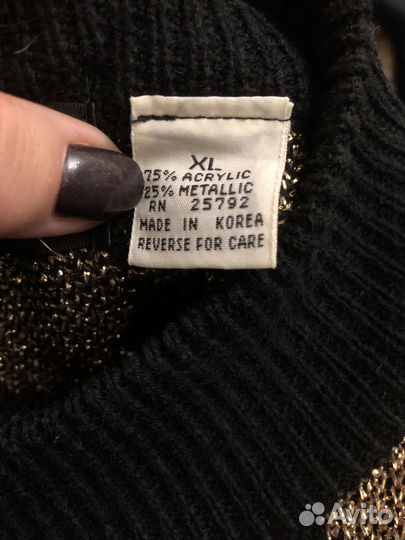 XL
75% ACRYLIC
25% METALLIC
RN 25792
MADE IN KOREA
REVERSE FOR CARE
Avito